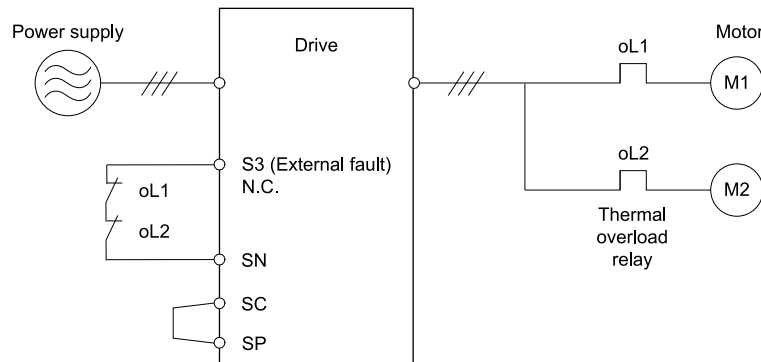 Power supply
Drive
oL1
Motor
M1
S3 (External fault)
N.C.
oL1
oL2
oL2
M2
Thermal
overload
relay
SN
SC
SP